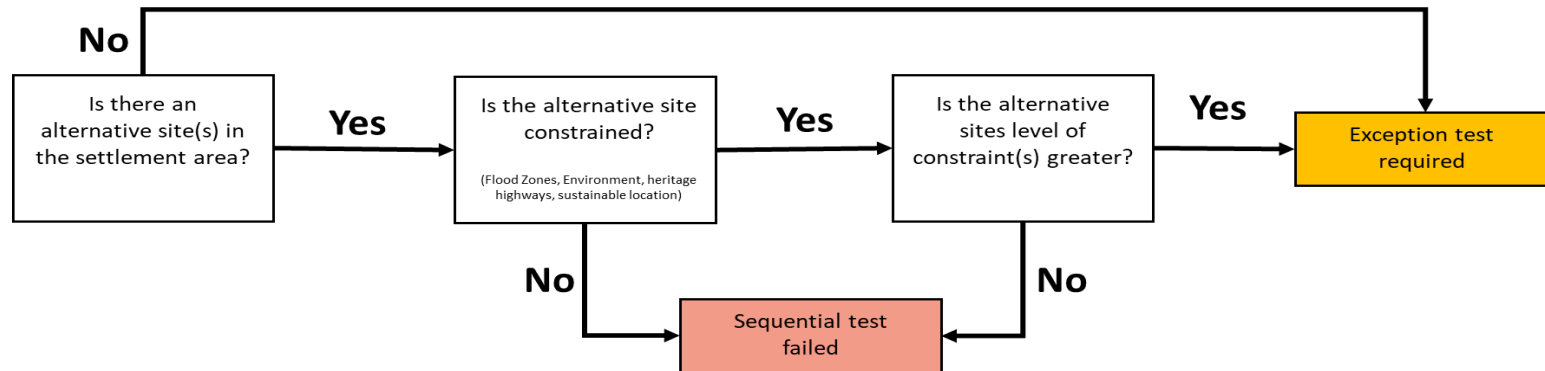 No
Is there an
alternative site(s) in
the settlement area?
Yes
Is the alternative site
constrained?
(Flood Zones, Environment, heritage
highways, sustainable location)
Yes
Is the alternative
sites level of
constraint(s) greater?
Yes
Exception test
required
No
No
Sequential test
failed